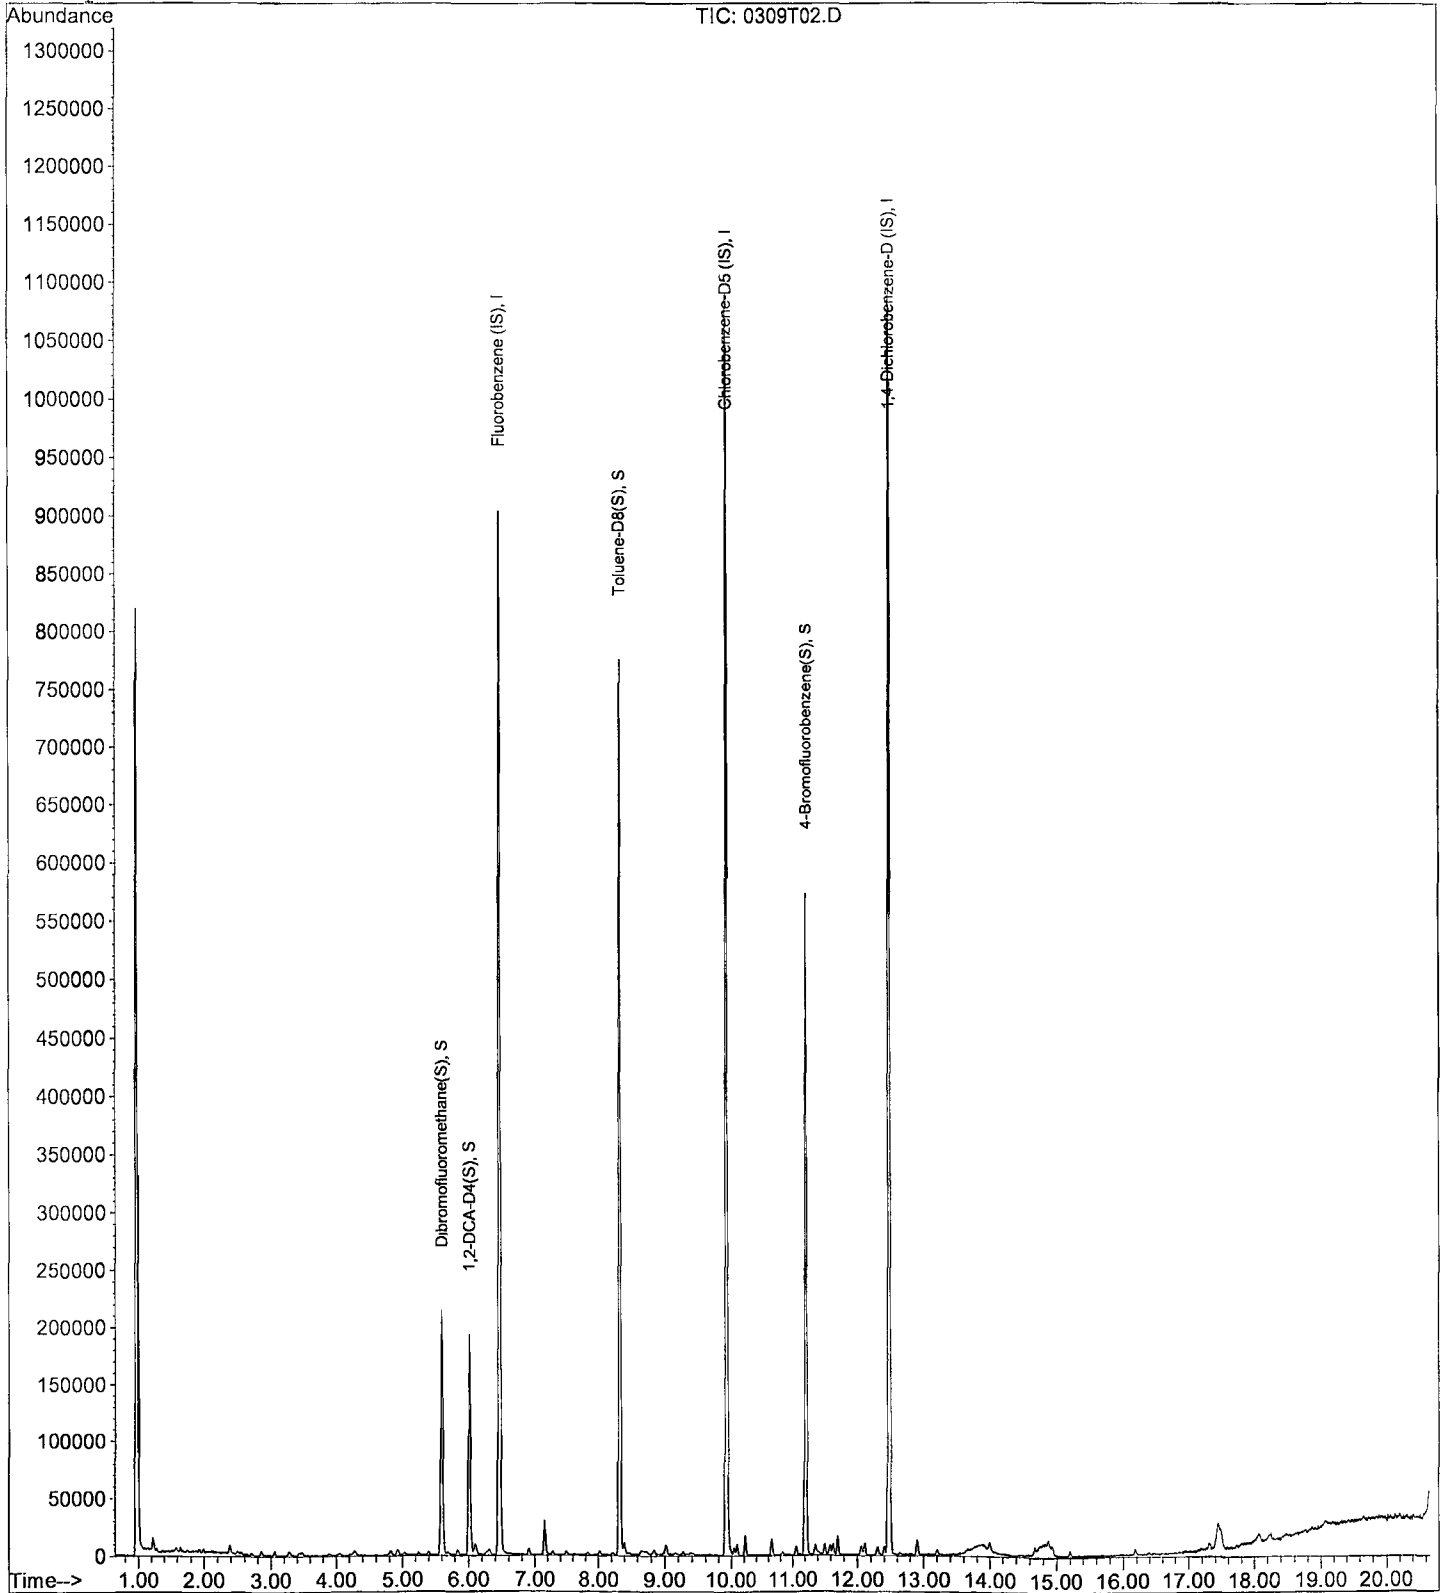 Abundance
TIC: 0309T02.D
1300000
1250000
1200000
1150000
1100000
1050000
1000000
950000
900000
850000
800000
750000
700000
650000
600000
550000
500000
450000
400000
350000
300000
250000
200000
150000
100000
50000
0
Dibromofluoromethane(S), S
1,2-DCA-D4(S), S
Fluorobenzene (IS), I
Toluene-D8(S), S
Chlorobenzene-D5 (IS), I
4-Bromofluorobenzene(S), S
1,4-Dichlorobenzene-D (IS), I
Time--> 1.00 2.00 3.00 4.00 5.00 6.00 7.00 8.00 9.00 10.00 11.00 12.00 13.00 14.00 15.00 16.00 17.00 18.00 19.00 20.00